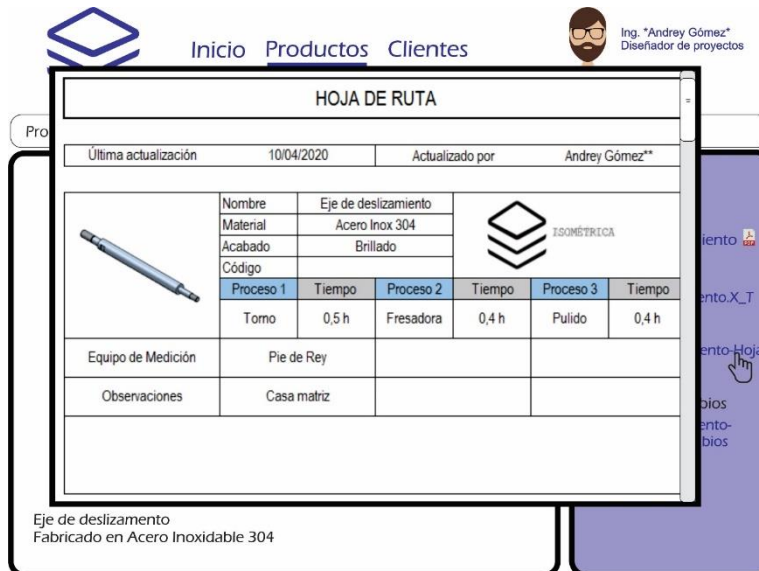 Inicio Productos Clientes
Ing. *Andrey Gómez*
Diseñador de proyectos
HOJA DE RUTA
Pro
Última actualización 10/04/2020 Actualizado por Andrey Gómez**
Nombre Eje de deslizamiento
Material Acero Inox 304
Acabado Brillado
Código
ISOMÉTRICA
Proceso 1 Tiempo Proceso 2 Tiempo Proceso 3 Tiempo
Torno 0,5 h Fresadora 0,4 h Pulido 0,4 h
Equipo de Medición Pie de Rey
Observaciones Casa matriz
iento
ento.X_T
ento-Hoja
bios
ento-
bios
Eje de deslizamento
Fabricado en Acero Inoxidable 304